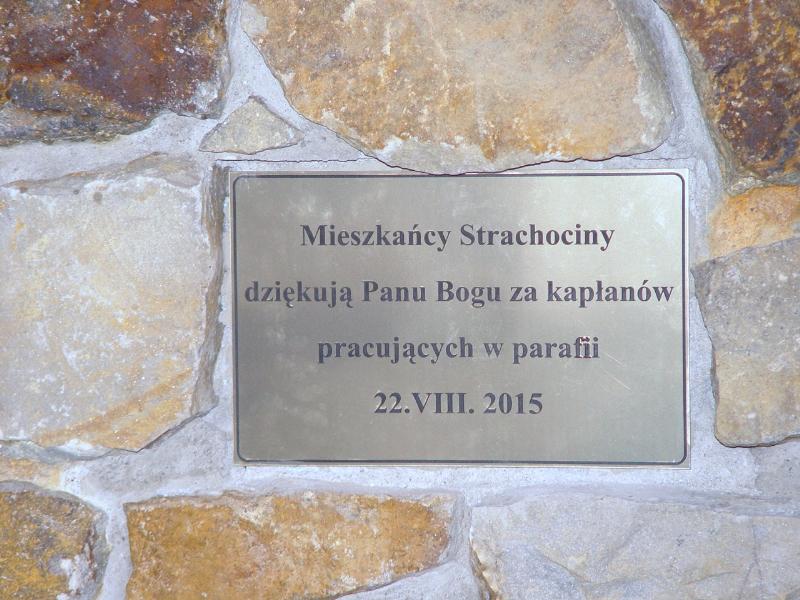 Mieszkańcy Strachociny
dziękują Panu Bogu za kapłanów
pracujących w parafii
22.VIII. 2015